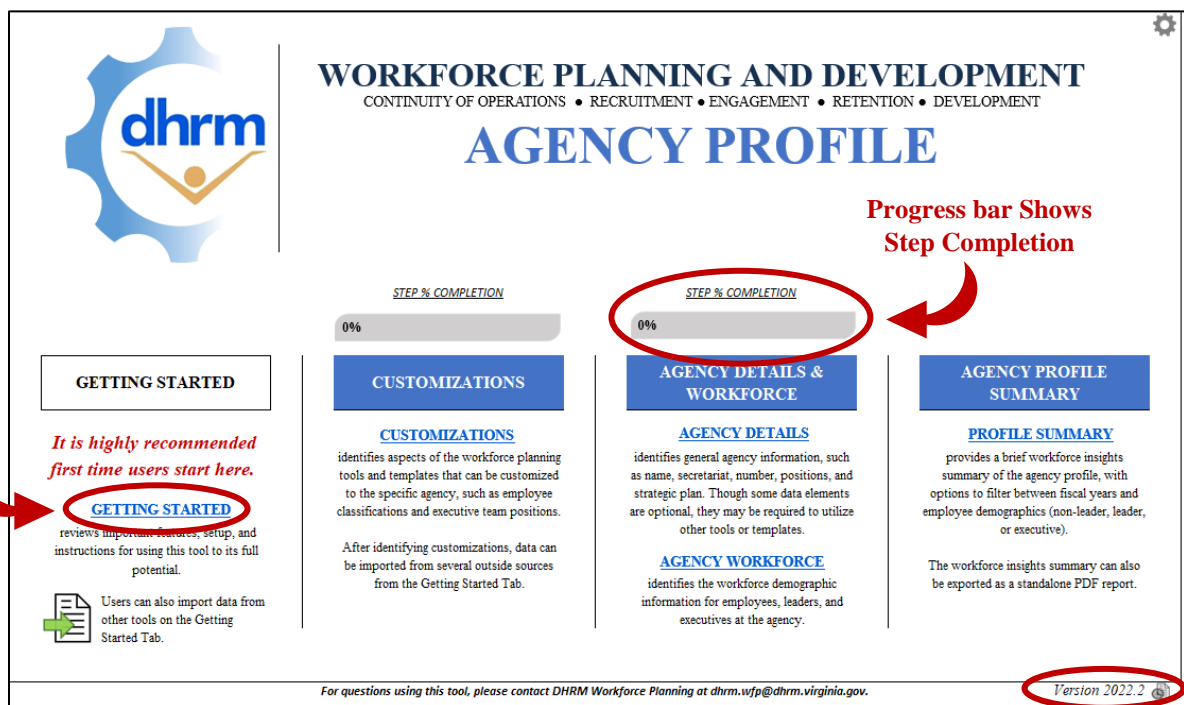 dhrm
WORKFORCE PLANNING AND DEVELOPMENT
CONTINUITY OF OPERATIONS ● RECRUITMENT ● ENGAGEMENT ● RETENTION ● DEVELOPMENT
AGENCY PROFILE
Progress bar Shows
Step Completion
STEP % COMPLETION
0%
STEP % COMPLETION
0%
GETTING STARTED
It is highly recommended
first time users start here.
GETTING STARTED
reviews important features, setup, and
instructions for using this tool to its full
potential.
Users can also import data from
other tools on the Getting
Started Tab.
CUSTOMIZATIONS
CUSTOMIZATIONS
identifies aspects of the workforce planning
tools and templates that can be customized
to the specific agency, such as employee
classifications and executive team positions.
After identifying customizations, data can
be imported from several outside sources
from the Getting Started Tab.
AGENCY DETAILS &
WORKFORCE
AGENCY DETAILS
identifies general agency information, such
as name, secretariat, number, positions, and
strategic plan. Though some data elements
are optional, they may be required to utilize
other tools or templates.
AGENCY WORKFORCE
identifies the workforce demographic
information for employees, leaders, and
executives at the agency.
AGENCY PROFILE
SUMMARY
PROFILE SUMMARY
provides a brief workforce insights
summary of the agency profile, with
options to filter between fiscal years and
employee demographics (non-leader, leader,
or executive).
The workforce insights summary can also
be exported as a standalone PDF report.
For questions using this tool, please contact DHRM Workforce Planning at dhrm.wfp@dhrm.virginia.gov.
Version 2022.2